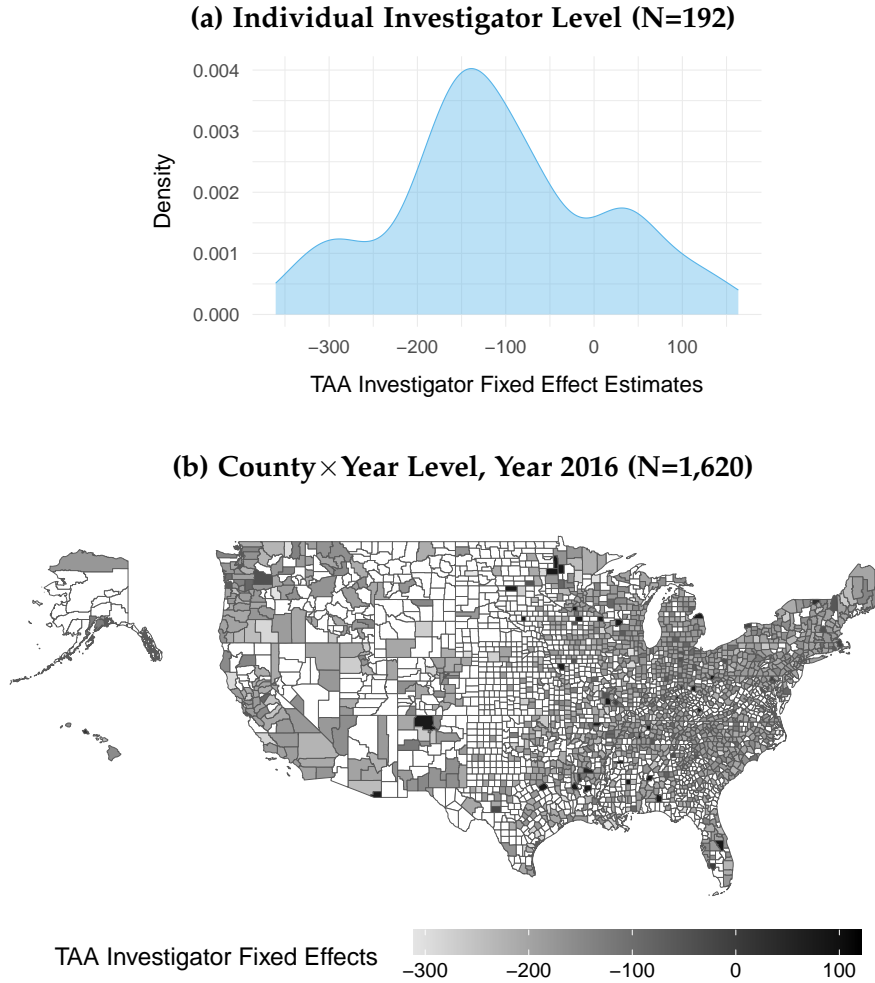 (a) Individual Investigator Level (N=192)
0.004
0.003
0.002
0.001
0.000
Density
−300 −200 −100 0 100
TAA Investigator Fixed Effect Estimates
(b) County×Year Level, Year 2016 (N=1,620)
TAA Investigator Fixed Effects
−300 −200 −100 0 100